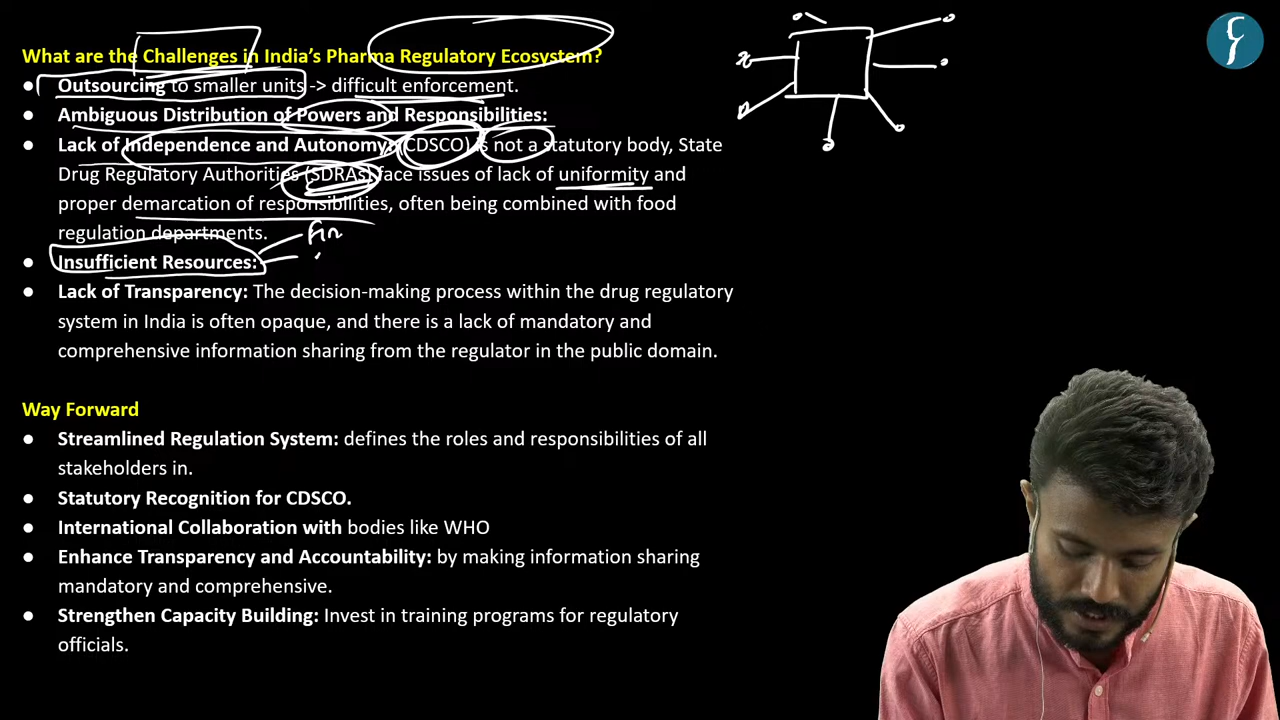 What are the Challenges in India's Pharma Regulatory Ecosystem?
● Outsourcing to smaller units -> difficult enforcement.
● Ambiguous Distribution of Powers and Responsibilities:
● Lack of Independence and Autonomy: (CDSCO) is not a statutory body, State
Drug Regulatory Authorities (SDRAs) face issues of lack of uniformity and
proper demarcation of responsibilities, often being combined with food
regulation departments.
Fin
● Insufficient Resources:
● Lack of Transparency: The decision-making process within the drug regulatory
system in India is often opaque, and there is a lack of mandatory and
comprehensive information sharing from the regulator in the public domain.
Way Forward
● Streamlined Regulation System: defines the roles and responsibilities of all
stakeholders in.
● Statutory Recognition for CDSCO.
● International Collaboration with bodies like WHO
● Enhance Transparency and Accountability: by making information sharing
mandatory and comprehensive.
● Strengthen Capacity Building: Invest in training programs for regulatory
officials.